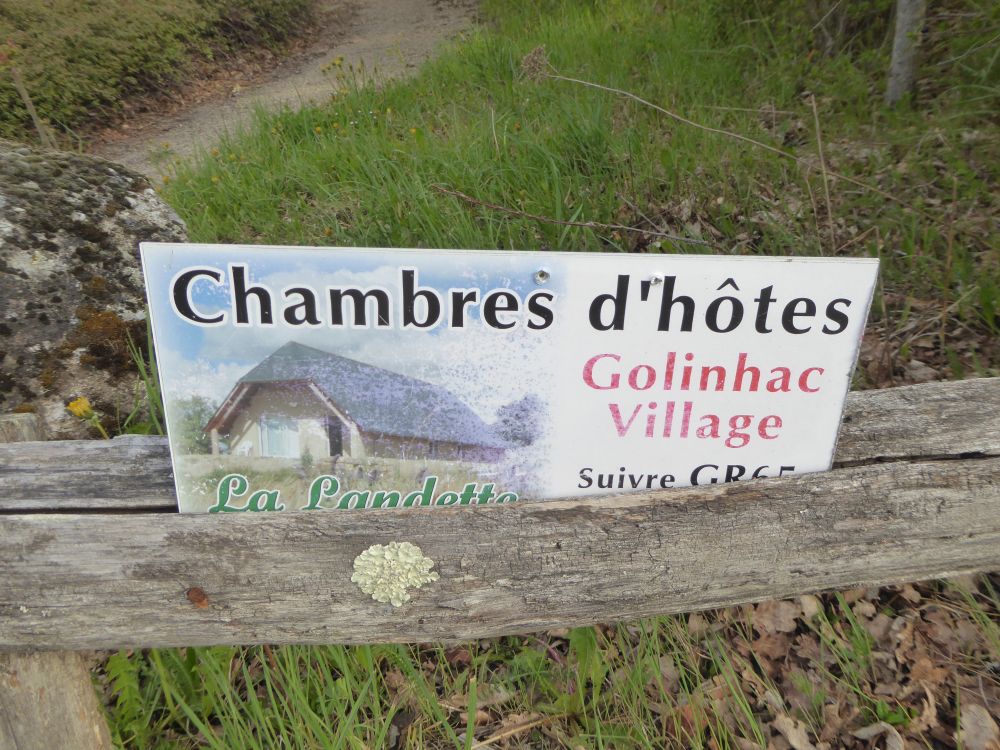 Chambres d'hôtes
Golinhac
Village
Suivre GR65
La Landette